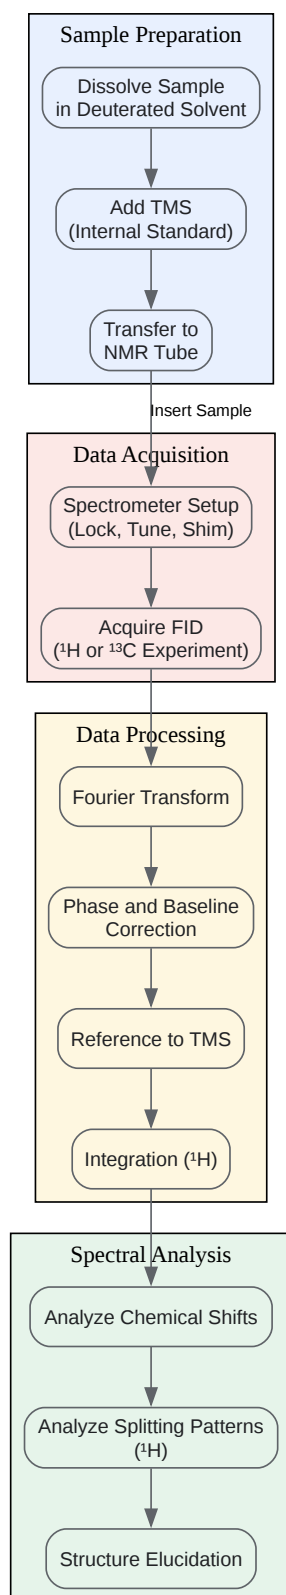 Sample Preparation
Dissolve Sample
in Deuterated Solvent
Add TMS
(Internal Standard)
Transfer to
NMR Tube
Insert Sample
Data Acquisition
Spectrometer Setup
(Lock, Tune, Shim)
Acquire FID
(¹H or ¹³C Experiment)
Data Processing
Fourier Transform
Phase and Baseline
Correction
Reference to TMS
Integration (¹H)
Spectral Analysis
Analyze Chemical Shifts
Analyze Splitting Patterns
(¹H)
Structure Elucidation